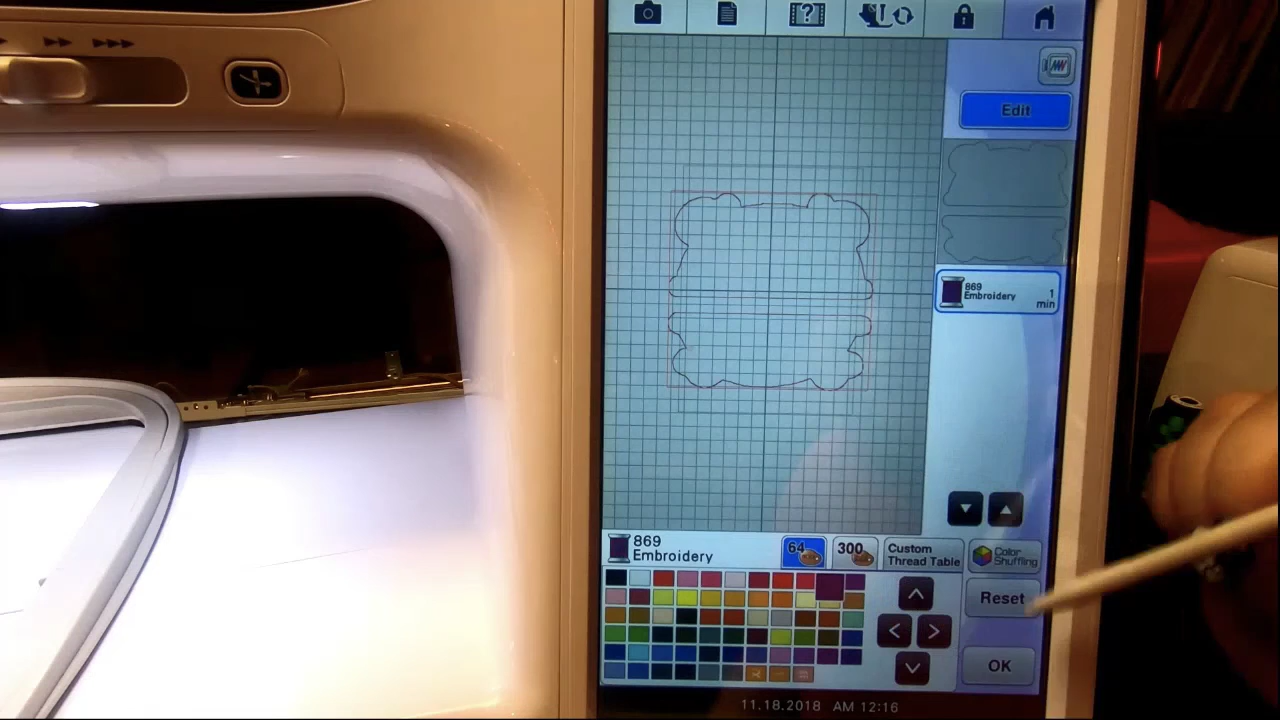 Edit
869
Embroidery
1
min
869
Embroidery
64
300
Custom
Thread Table
Color
Shuffling
Reset
OK
11.18.2018 AM 12:16